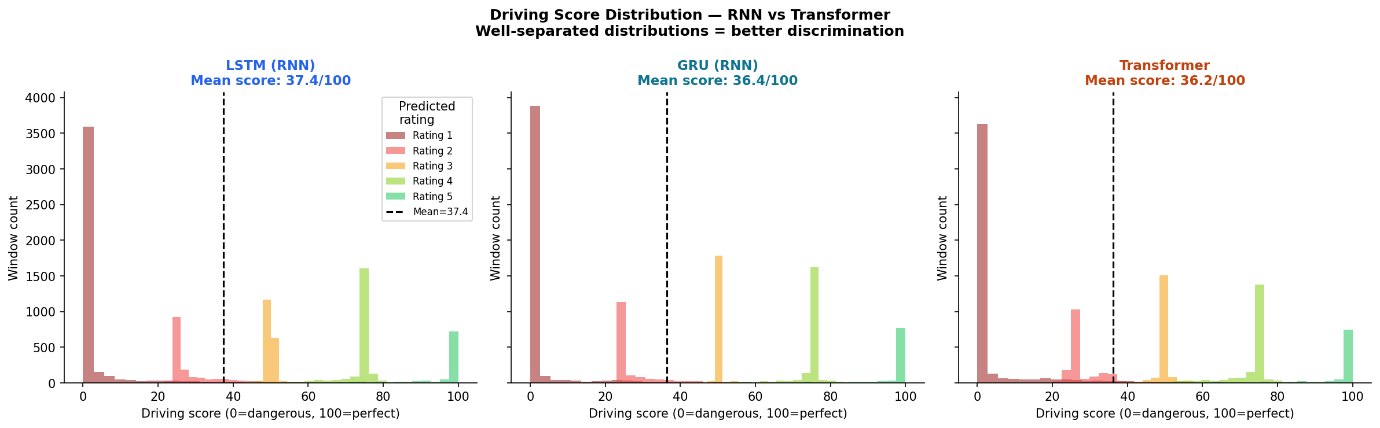 Driving Score Distribution — RNN vs Transformer
Well-separated distributions = better discrimination
LSTM (RNN)
Mean score: 37.4/100
Window count
4000
3500
3000
2500
2000
1500
1000
500
0
0 20 40 60 80 100
Driving score (0=dangerous, 100=perfect)
Predicted
rating
Rating 1
Rating 2
Rating 3
Rating 4
Rating 5
Mean=37.4
GRU (RNN)
Mean score: 36.4/100
Window count
0 20 40 60 80 100
Driving score (0=dangerous, 100=perfect)
Transformer
Mean score: 36.2/100
Window count
0 20 40 60 80 100
Driving score (0=dangerous, 100=perfect)